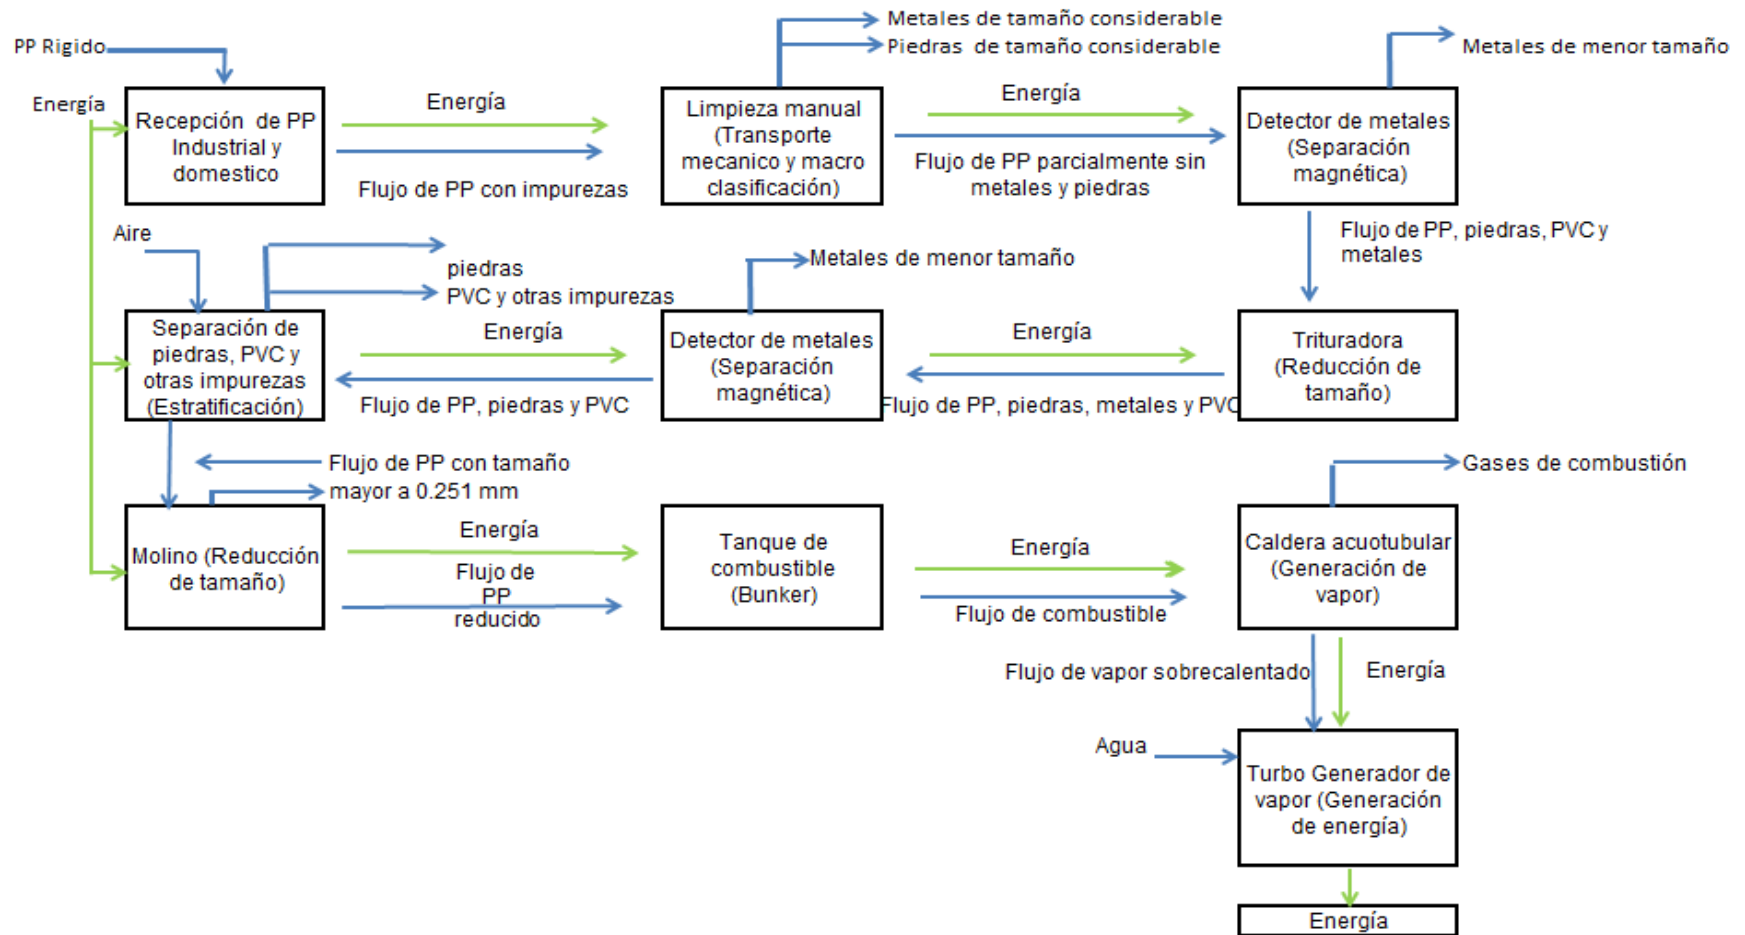 Metales de tamaño considerable
PP Rigido
Piedras de tamaño considerable
Metales de menor tamaño
Energía
Recepción de PP
Industrial y
domestico
Energía
Flujo de PP con impurezas
Limpieza manual
(Transporte
mecanico y macro
clasificación)
Energía
Flujo de PP parcialmente sin
metales y piedras
Detector de metales
(Separación
magnética)
Flujo de PP, piedras, PVC y
metales
Aire
piedras
PVC y otras impurezas
Metales de menor tamaño
Separación de
piedras, PVC y
otras impurezas
(Estratificación)
Energía
Flujo de PP, piedras y PVC
Detector de metales
(Separación
magnética)
Energía
Flujo de PP, piedras, metales y PVC
Trituradora
(Reducción de
tamaño)
Flujo de PP con tamaño
mayor a 0.251 mm
Gases de combustión
Molino (Reducción
de tamaño)
Energía
Flujo de
PP
reducido
Tanque de
combustible
(Bunker)
Energía
Flujo de combustible
Caldera acuotubular
(Generación de
vapor)
Flujo de vapor sobrecalentado
Energía
Agua
Turbo Generador de
vapor (Generación
de energía)
Energía